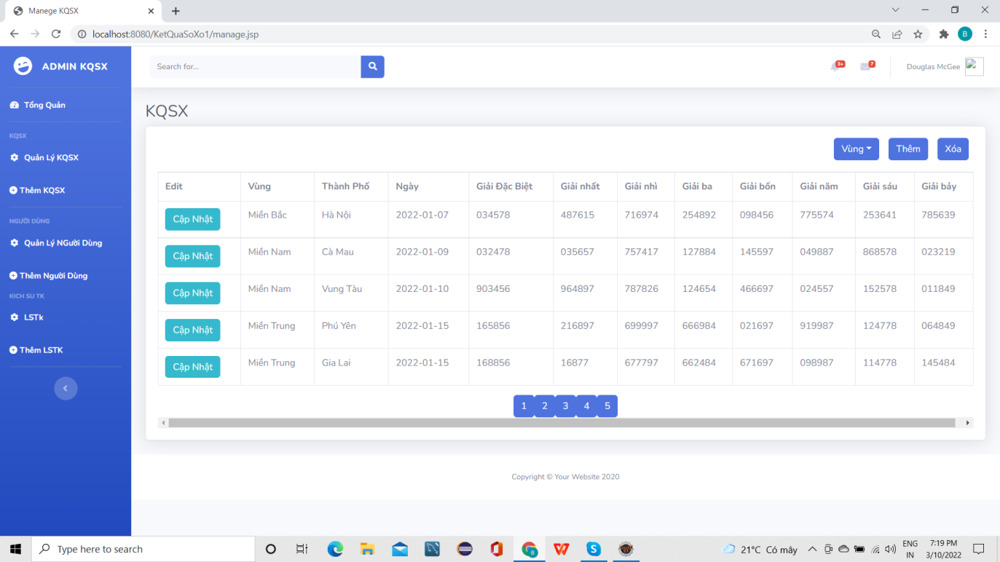 Manege KQSX
localhost:8080/KetQuaSoXo1/manage.jsp
B
ADMIN KQSX
Search for...
3+
7
Douglas McGee
Tổng Quản
KQSX
Quản Lý KQSX
Thêm KQSX
NGƯỜI DÙNG
Quản Lý NGười Dùng
Thêm Người Dùng
KICH SU TK
LSTk
Thêm LSTK
KQSX
Vùng Thêm Xóa
Edit Vùng Thành Phố Ngày Giải Đặc Biệt Giải nhất Giải nhì Giải ba Giải bốn Giải năm Giải sáu Giải bảy
Cập Nhật Miền Bắc Hà Nội 2022-01-07 034578 487615 716974 254892 098456 775574 253641 785639
Cập Nhật Miền Nam Cà Mau 2022-01-09 032478 035657 757417 127884 145597 049887 868578 023219
Cập Nhật Miền Nam Vung Tàu 2022-01-10 903456 964897 787826 124654 466697 024557 152578 011849
Cập Nhật Miền Trung Phú Yên 2022-01-15 165856 216897 699997 666984 021697 919987 124778 064849
Cập Nhật Miền Trung Gia Lai 2022-01-15 168856 16877 677797 662484 671697 098987 114778 145484
1 2 3 4 5
Copyright © Your Website 2020
Type here to search
21°C Có mây
ENG
IN
7:19 PM
3/10/2022